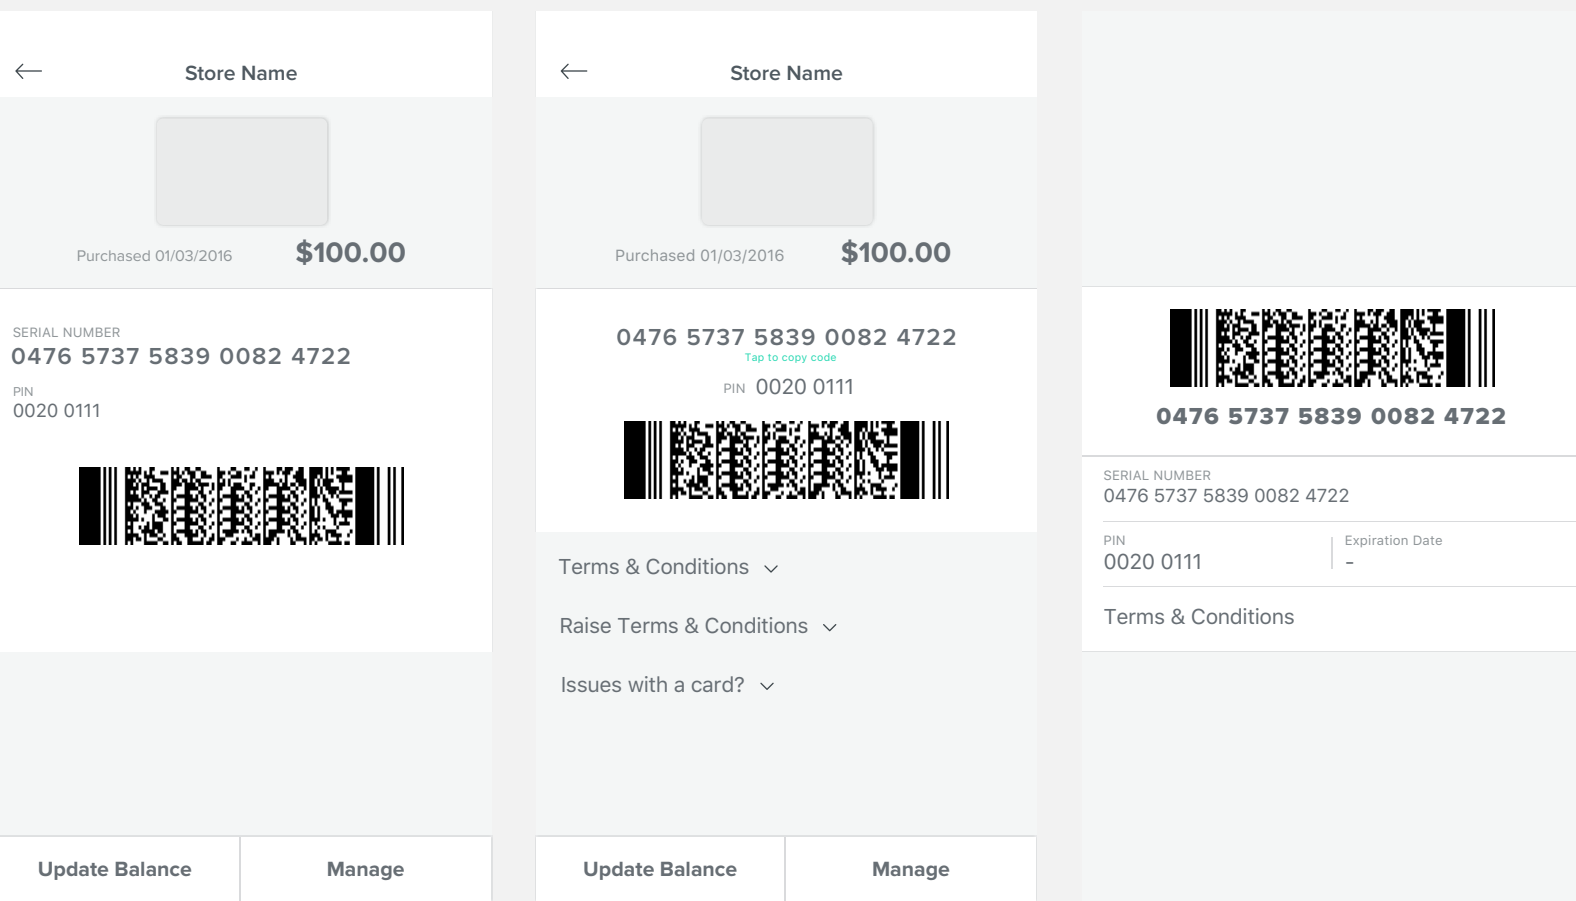 Store Name
Purchased 01/03/2016 $100.00
SERIAL NUMBER
0476 5737 5839 0082 4722
PIN
0020 0111
Update Balance Manage
Store Name
Purchased 01/03/2016 $100.00
0476 5737 5839 0082 4722
Tap to copy code
PIN 0020 0111
Terms & Conditions
Raise Terms & Conditions
Issues with a card?
Update Balance Manage
0476 5737 5839 0082 4722
SERIAL NUMBER
0476 5737 5839 0082 4722
PIN Expiration Date
0020 0111 -
Terms & Conditions